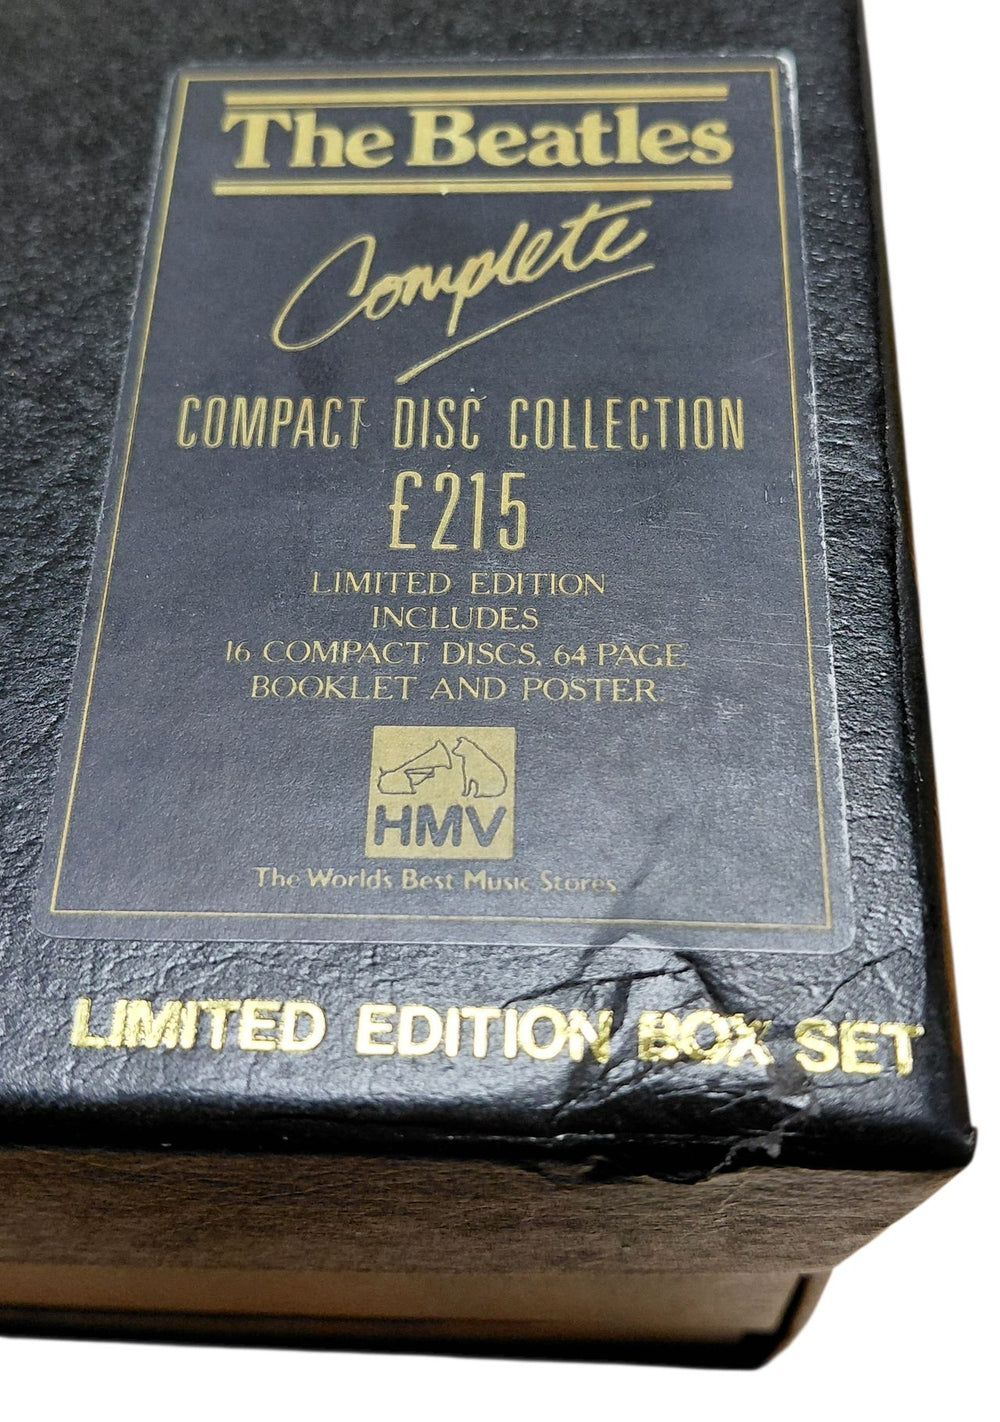 The Beatles
Complete
COMPACT DISC COLLECTION
£215
LIMITED EDITION
INCLUDES
16 COMPACT DISCS, 64 PAGE
BOOKLET AND POSTER.
HMV
The World's Best Music Stores.
LIMITED EDITION BOX SET